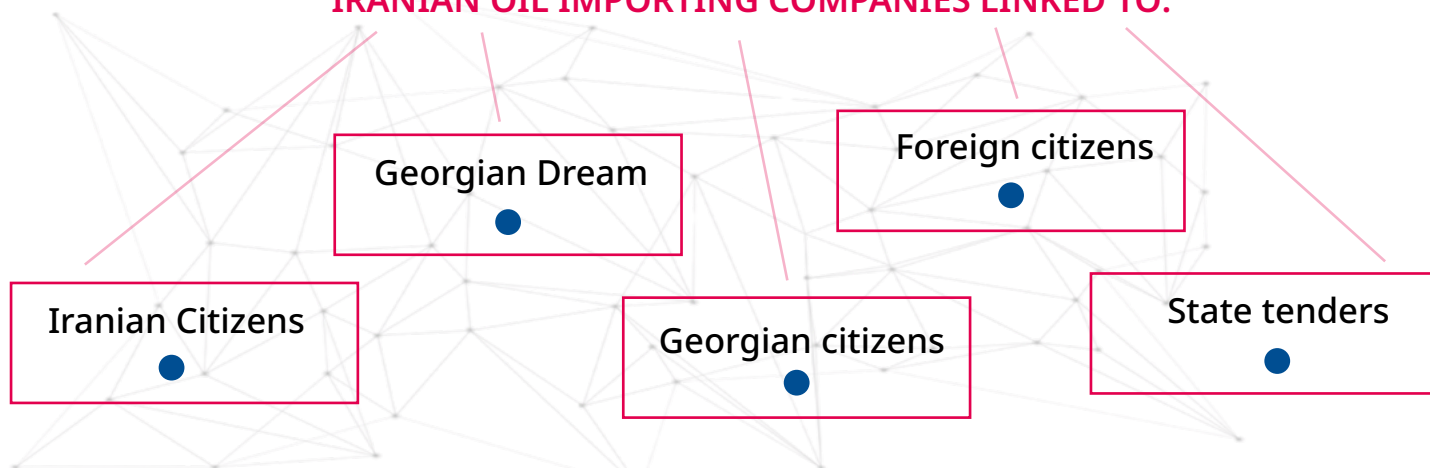 IRANIAN OIL IMPORTING COMPANIES LINKED TO:
Foreign citizens
Georgian Dream
State tenders
Iranian Citizens
Georgian citizens